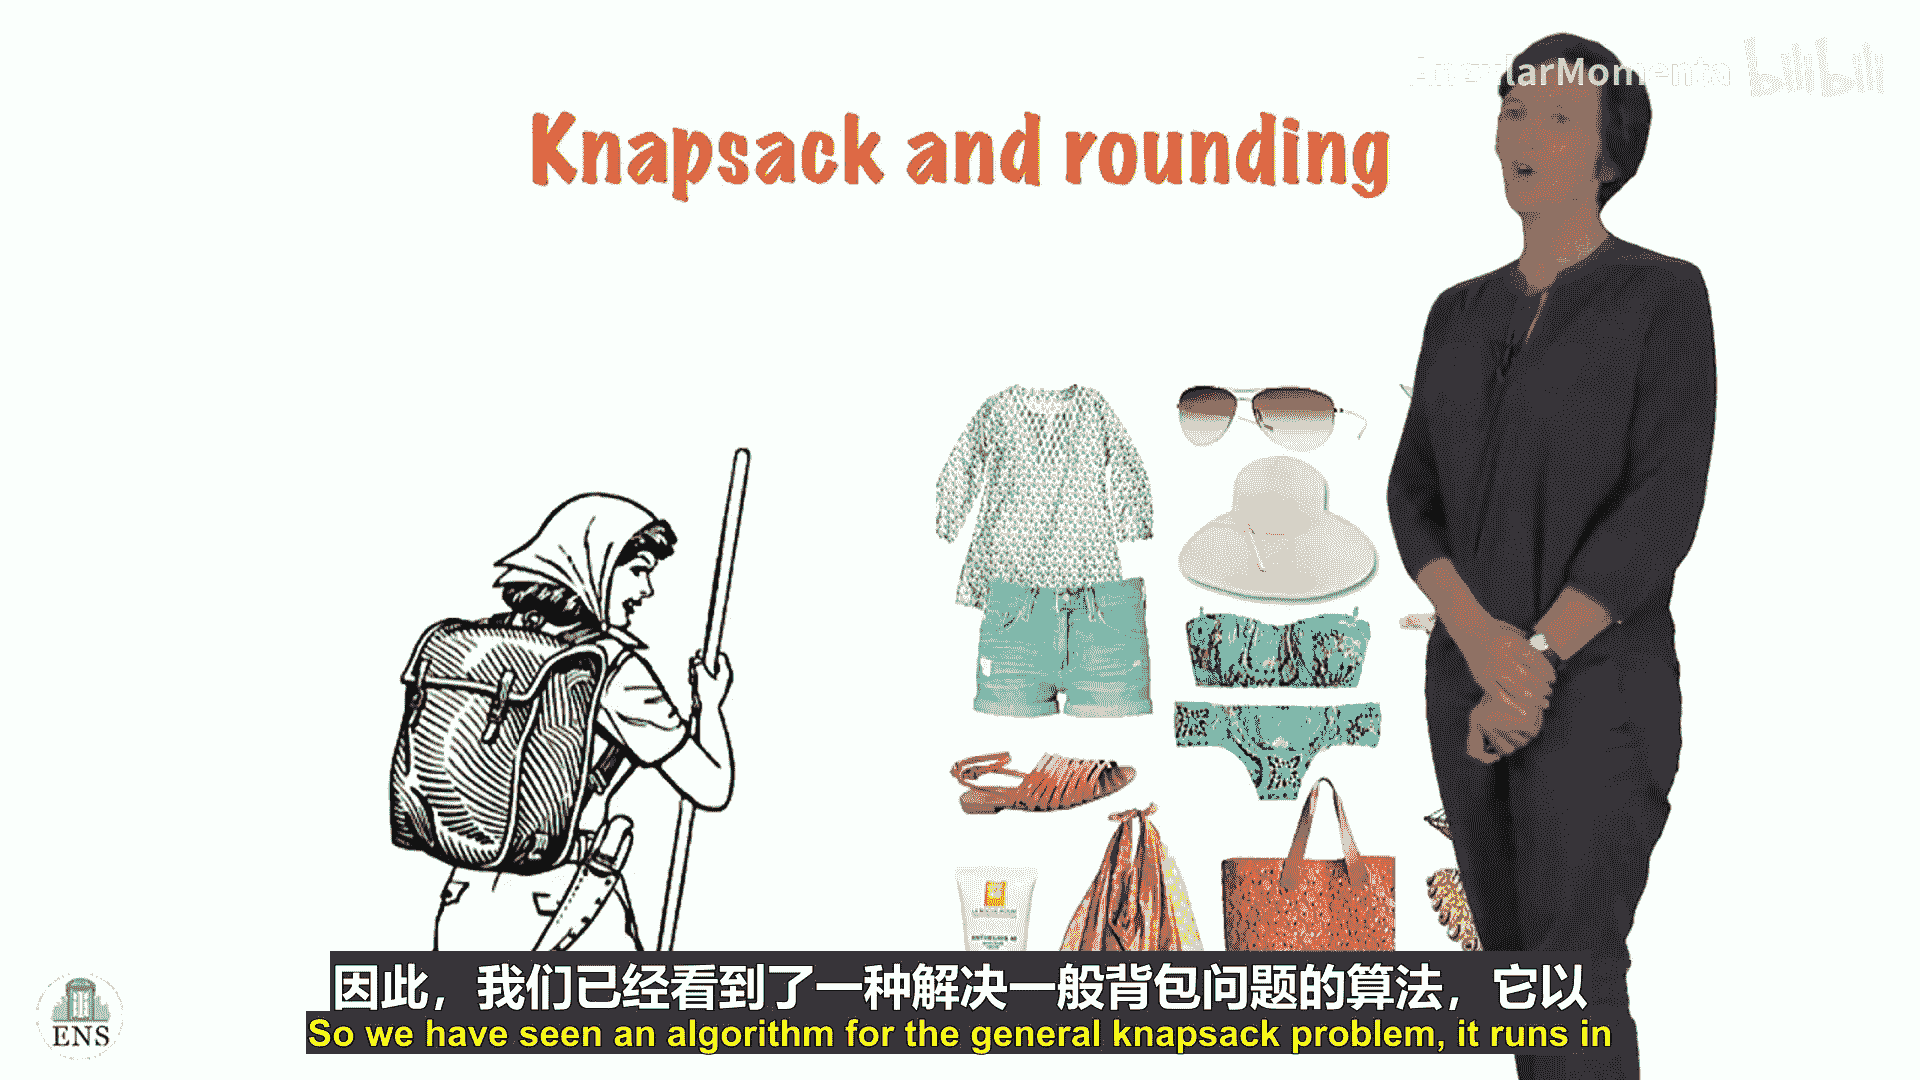 AngularMomenta bilibili
Knapsack and rounding
因此，我们已经看到了一种解决一般背包问题的算法，它以
So we have seen an algorithm for the general knapsack problem, it runs in
ENS